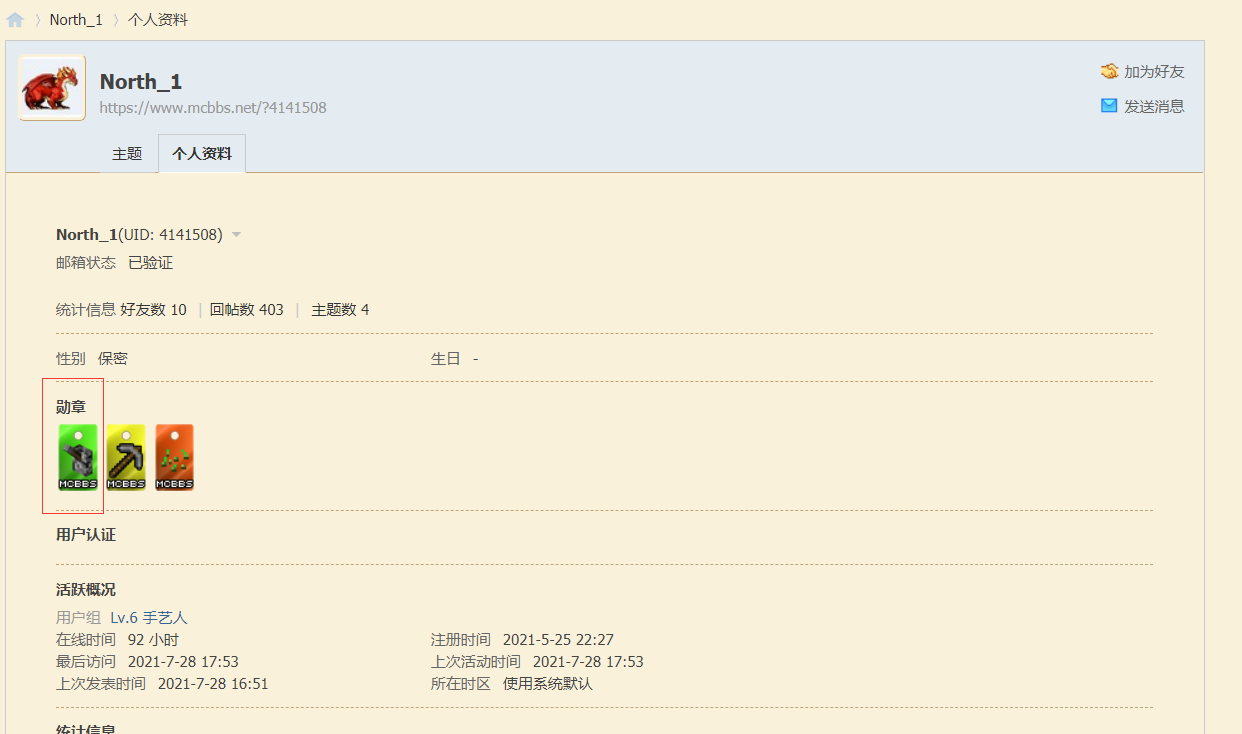 North_1 〉 个人资料
North_1
https://www.mcbbs.net/?4141508
加为好友
发送消息
主题 个人资料
North_1(UID: 4141508)
邮箱状态 已验证
统计信息 好友数 10 | 回帖数 403 | 主题数 4
性别 保密 生日 -
勋章
MCBBS MCBBS MCBBS
用户认证
活跃概况
用户组 Lv.6 手艺人
在线时间 92 小时 注册时间 2021-5-25 22:27
最后访问 2021-7-28 17:53 上次活动时间 2021-7-28 17:53
上次发表时间 2021-7-28 16:51 所在时区 使用系统默认
统计信息